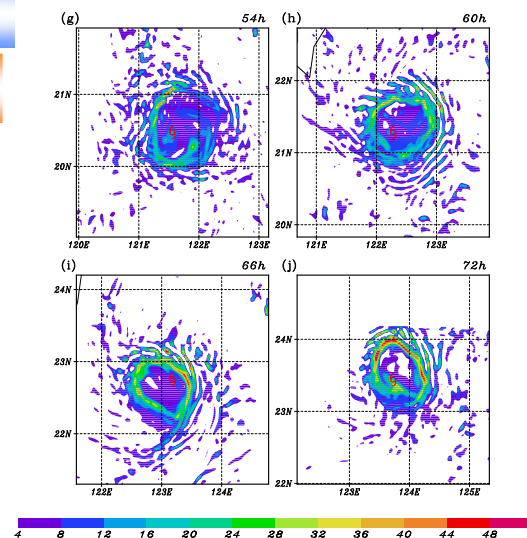 (g) 54h
(h) 60h
21N
20N
120E 121E 122E 123E
22N
21N
20N
121E 122E 123E
(i) 66h
(j) 72h
24N
23N
22N
122E 123E 124E
24N
23N
22N
123E 124E 125E
4 8 12 16 20 24 28 32 36 40 44 48